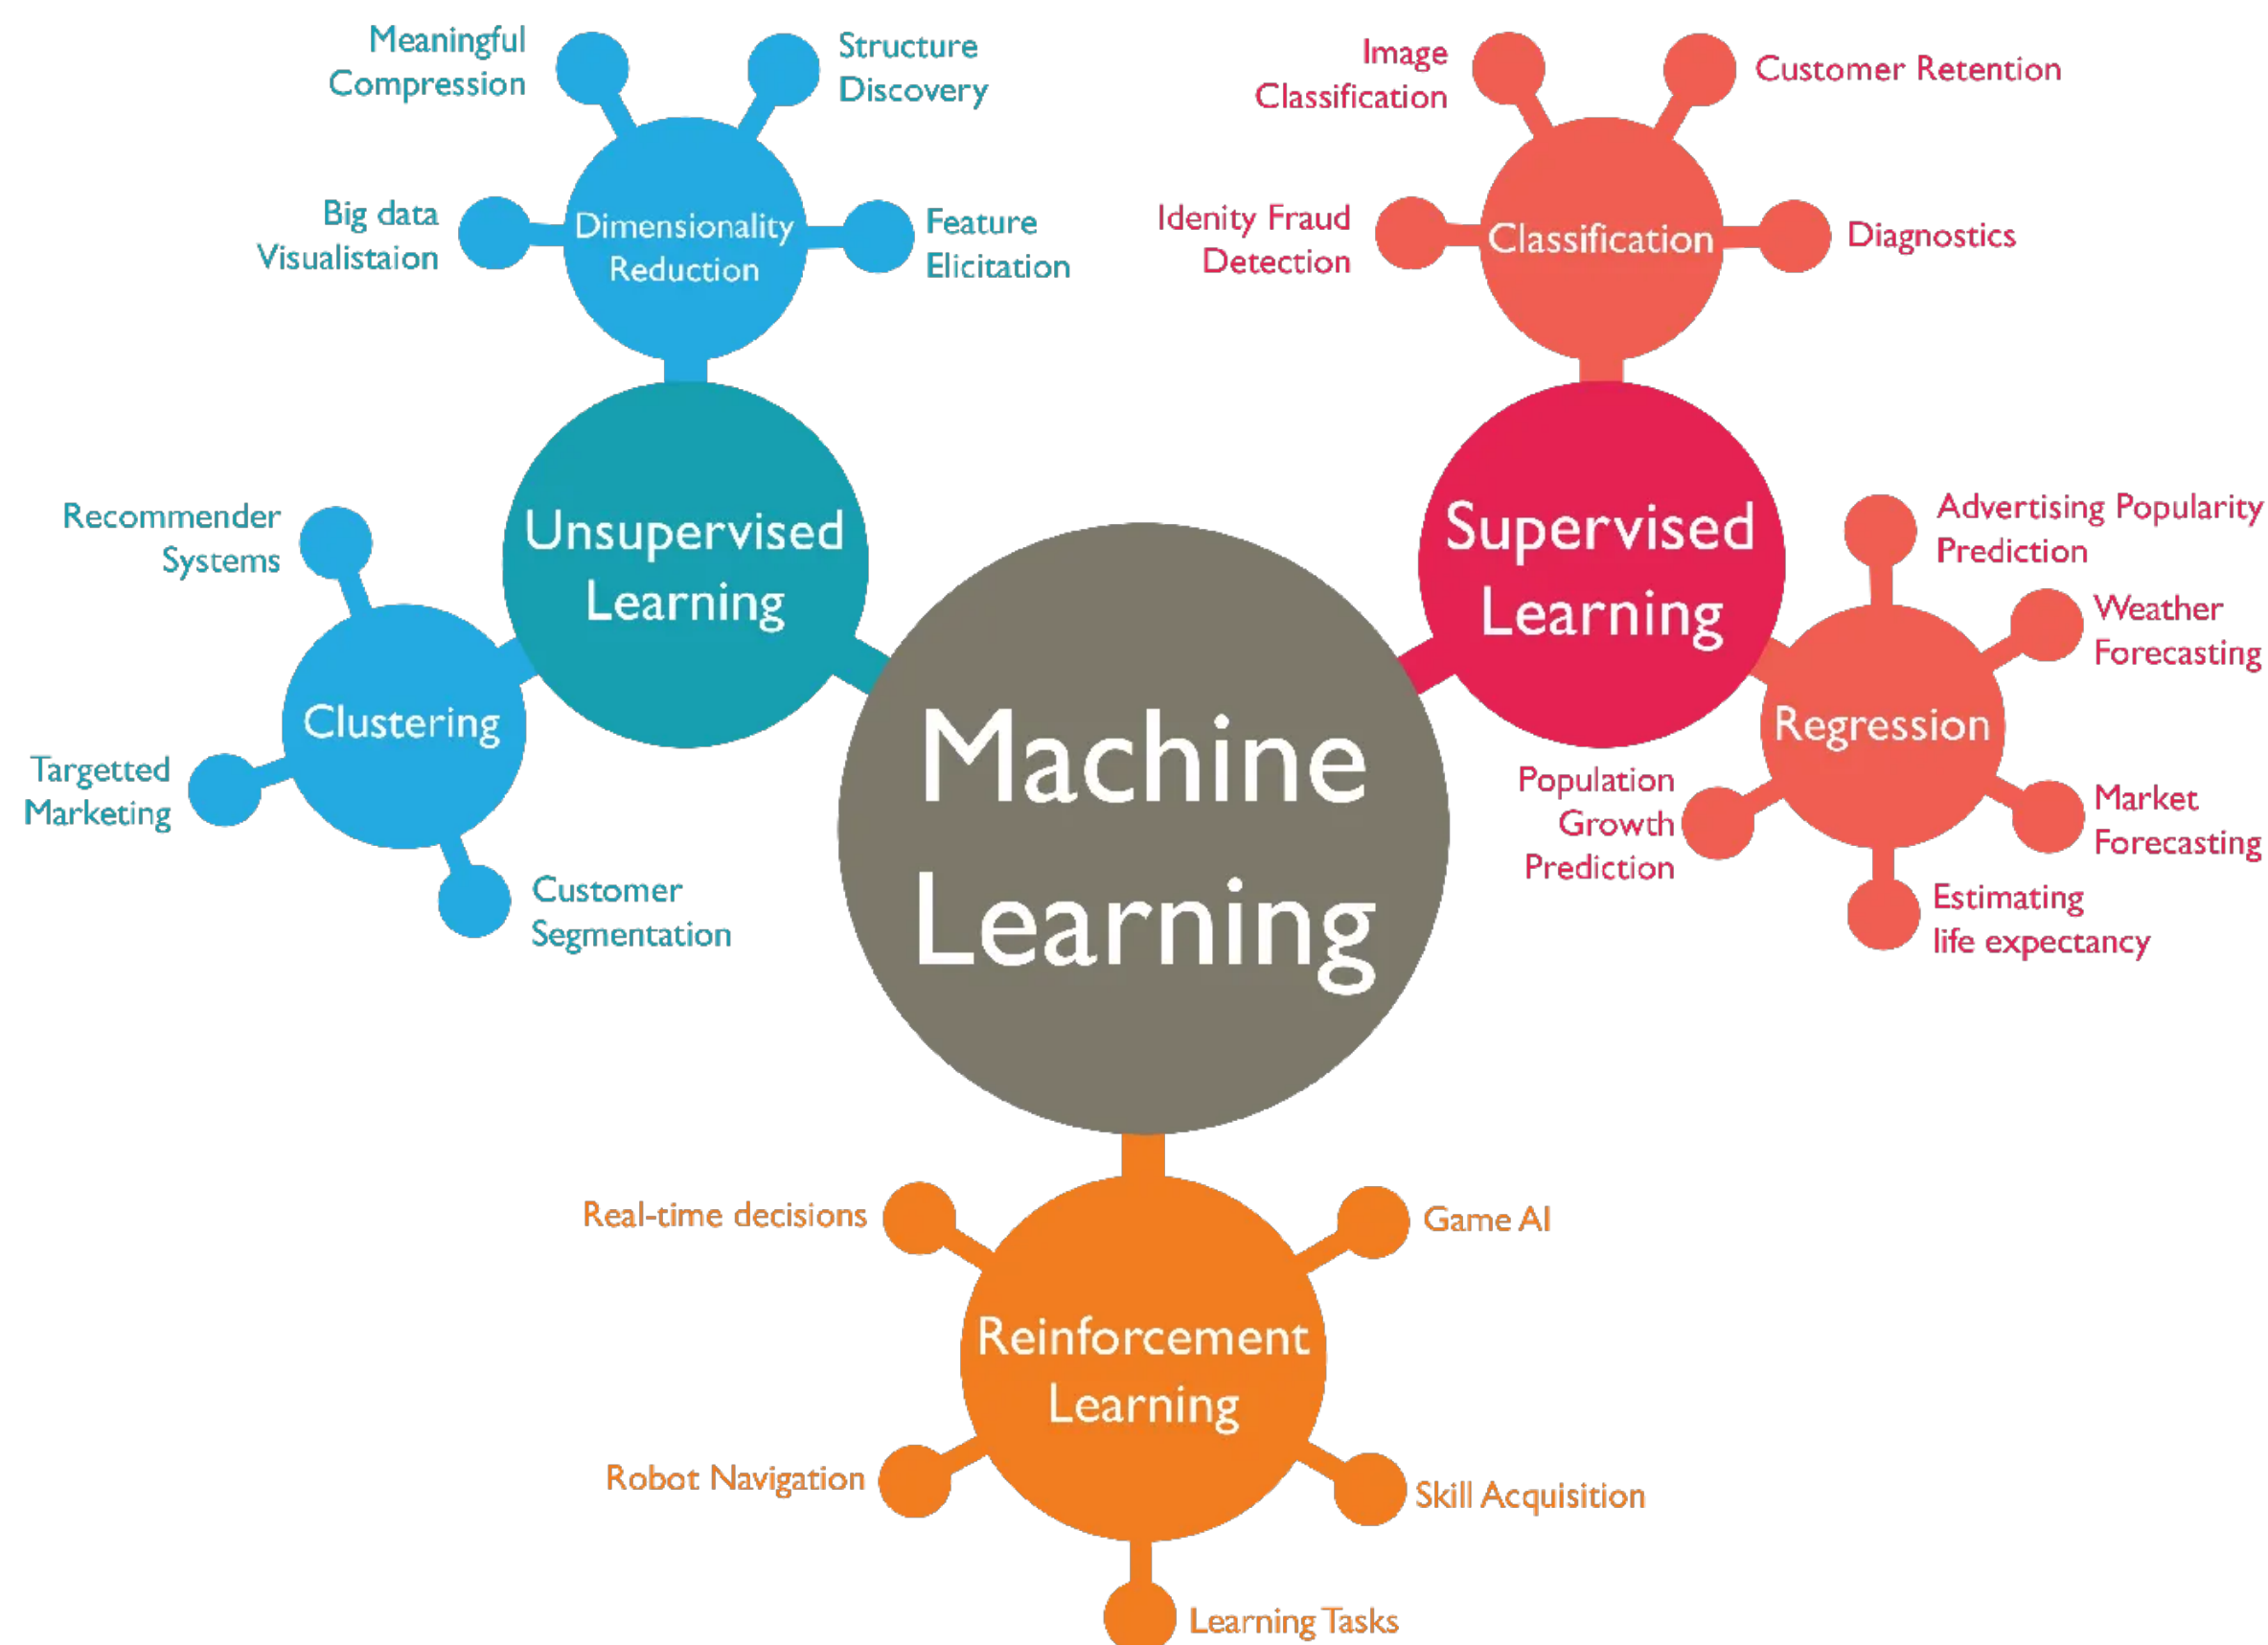 Meaningful
Compression
Structure
Discovery
Big data
Visualistaion
Dimensionality
Reduction
Feature
Elicitation
Image
Classification
Customer Retention
Idenity Fraud
Detection
Classification
Diagnostics
Unsupervised
Learning
Recommender
Systems
Clustering
Targetted
Marketing
Customer
Segmentation
Machine
Learning
Supervised
Learning
Advertising Popularity
Prediction
Weather
Forecasting
Regression
Population
Growth
Prediction
Market
Forecasting
Estimating
life expectancy
Real-time decisions
Game AI
Reinforcement
Learning
Robot Navigation
Skill Acquisition
Learning Tasks